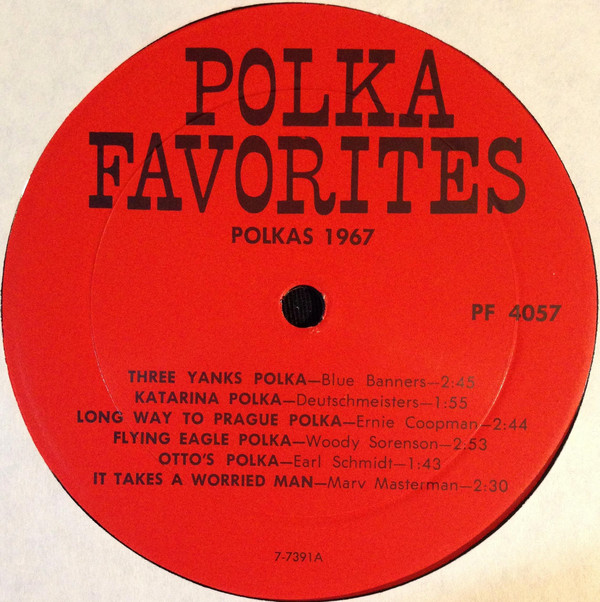 POLKA
FAVORITES
POLKAS 1967
PF 4057
THREE YANKS POLKA—Blue Banners—2:45
KATARINA POLKA—Deutschmeisters—1:55
LONG WAY TO PRAGUE POLKA—Ernie Coopman—2:44
FLYING EAGLE POLKA—Woody Sorenson—2:53
OTTO'S POLKA—Earl Schmidt—1:43
IT TAKES A WORRIED MAN—Marv Masterman—2:30
7-7391A